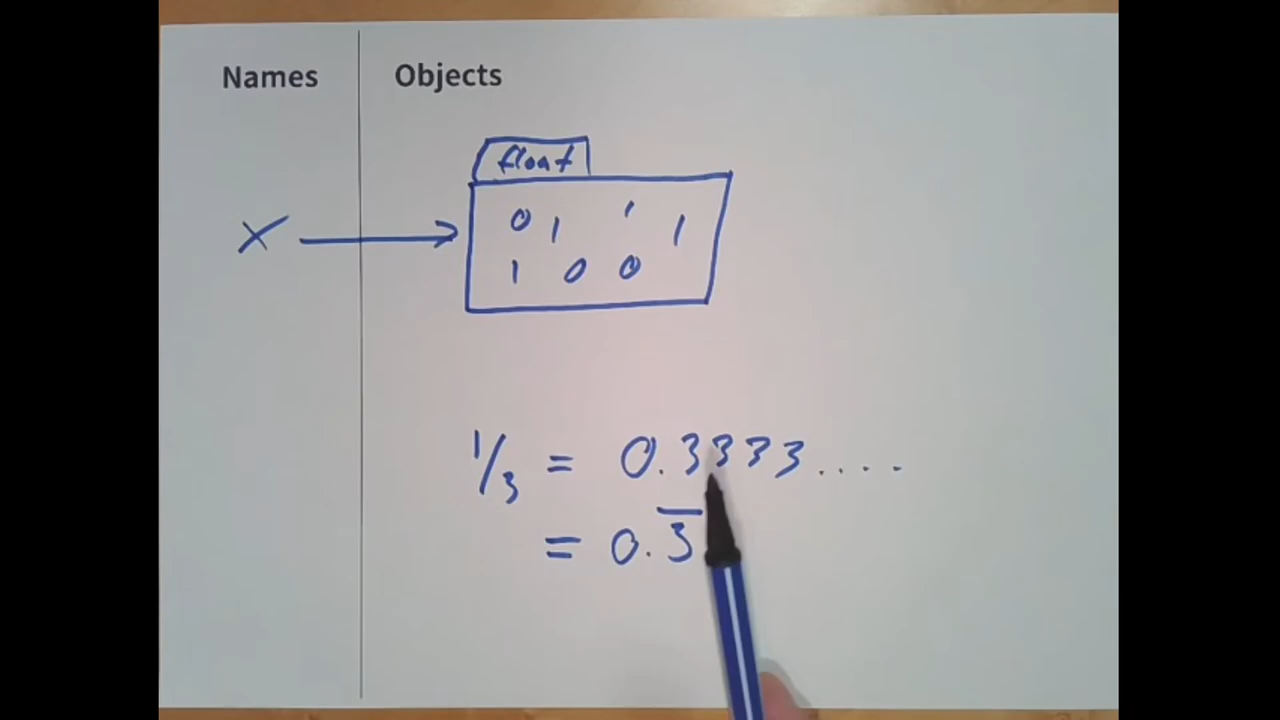 Names Objects
float
0 1 1 1
x
1 0 0
1/3 = 0.3333....
= 0.3̅